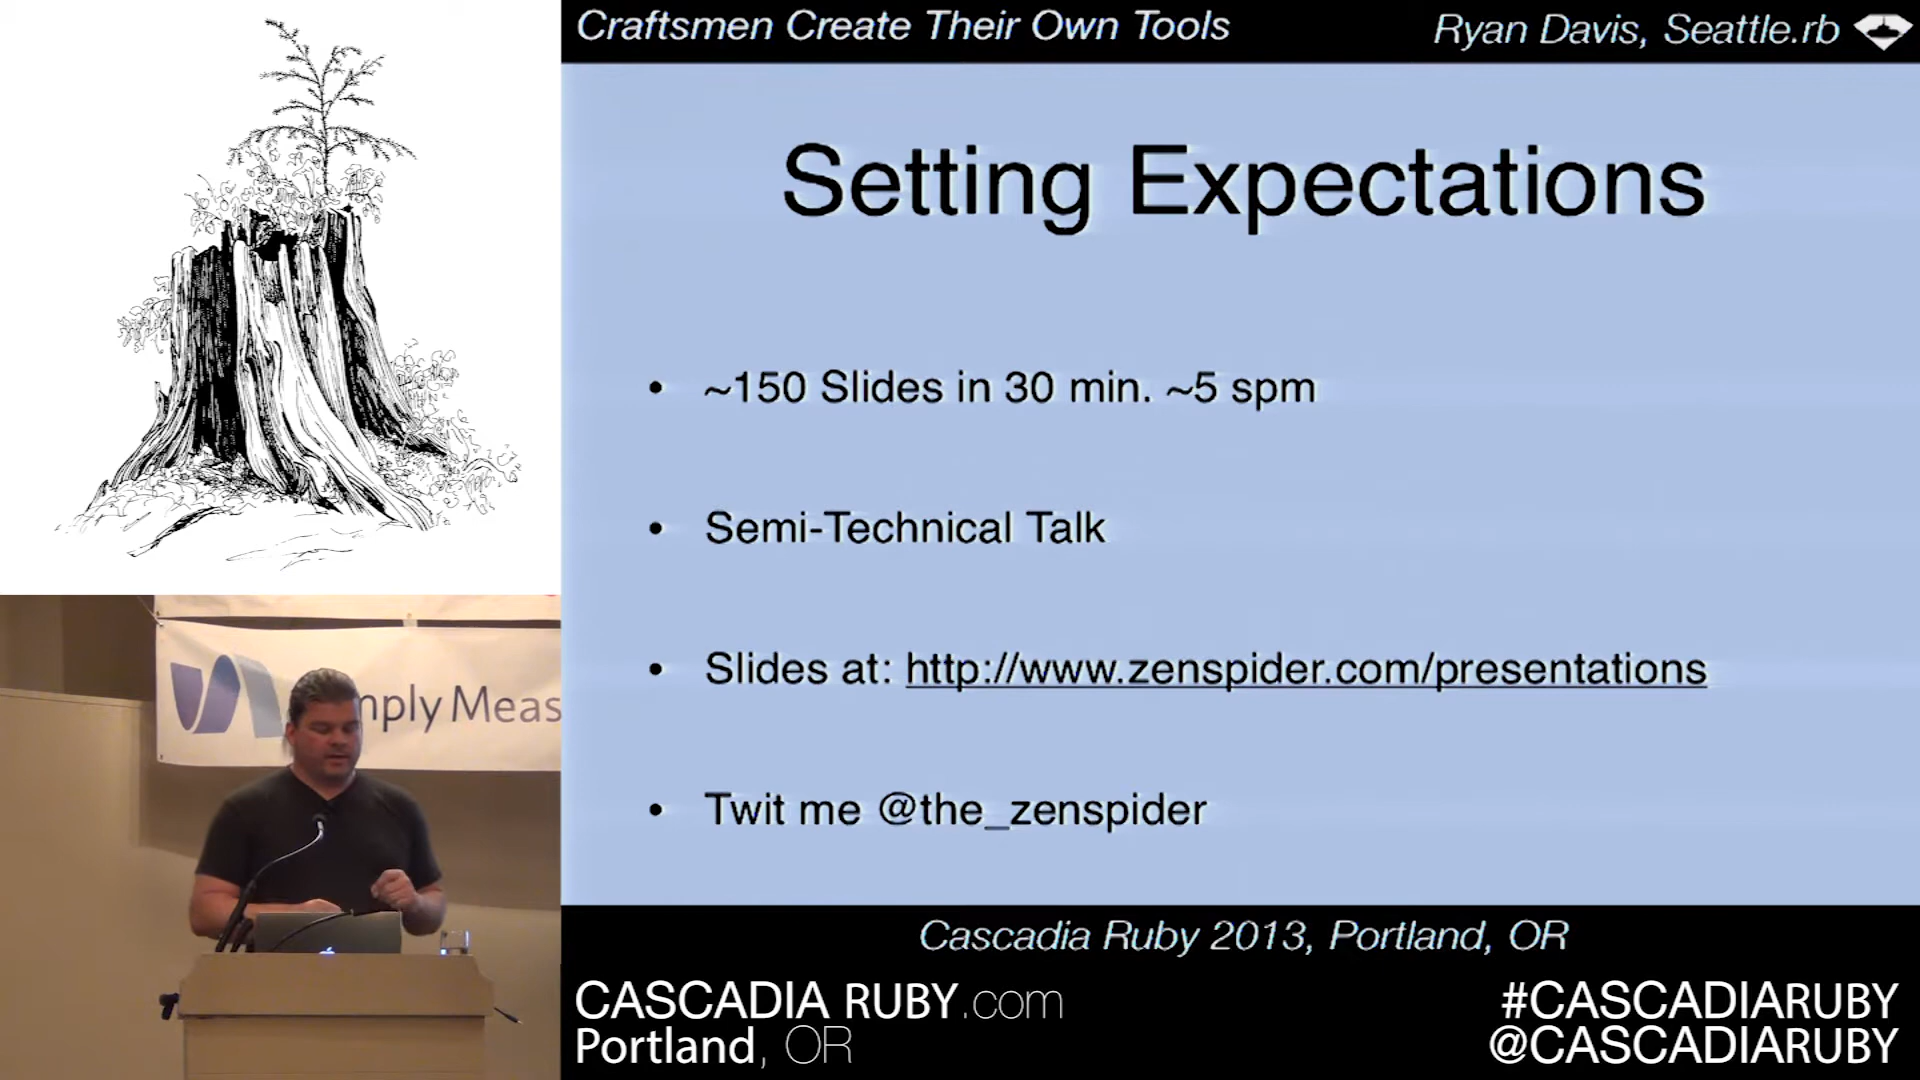 Craftsmen Create Their Own Tools
Ryan Davis, Seattle.rb
Setting Expectations
• ~150 Slides in 30 min. ~5 spm
• Semi-Technical Talk
• Slides at: http://www.zenspider.com/presentations
• Twit me @the_zenspider
Cascadia Ruby 2013, Portland, OR
mply Meas
CASCADIA RUBY.com
Portland, OR
#CASCADIARUBY
@CASCADIARUBY